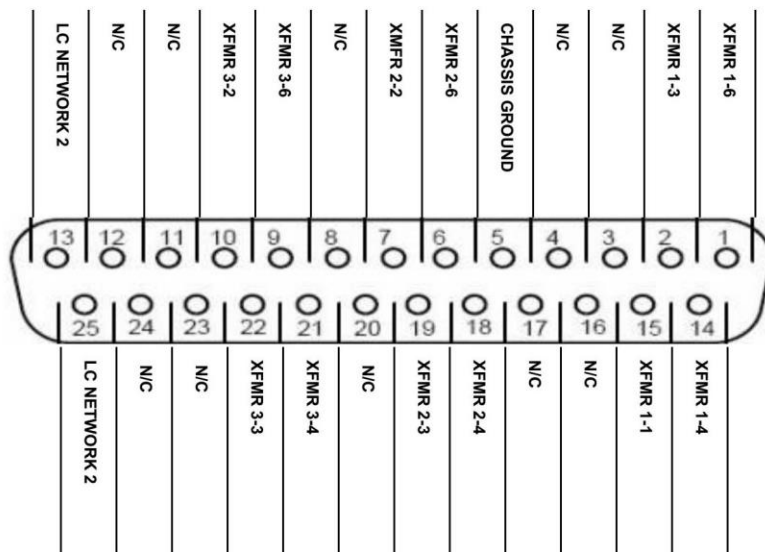 LC NETWORK 2
N/C
N/C
XFMR 3-2
XFMR 3-6
N/C
XMFR 2-2
XFMR 2-6
CHASSIS GROUND
N/C
N/C
XFMR 1-3
XFMR 1-6
13 12 11 10 9 8 7 6 5 4 3 2 1
25 24 23 22 21 20 19 18 17 16 15 14
LC NETWORK 2
N/C
N/C
XFMR 3-3
XFMR 3-4
N/C
XFMR 2-3
XFMR 2-4
N/C
N/C
XFMR 1-1
XFMR 1-4